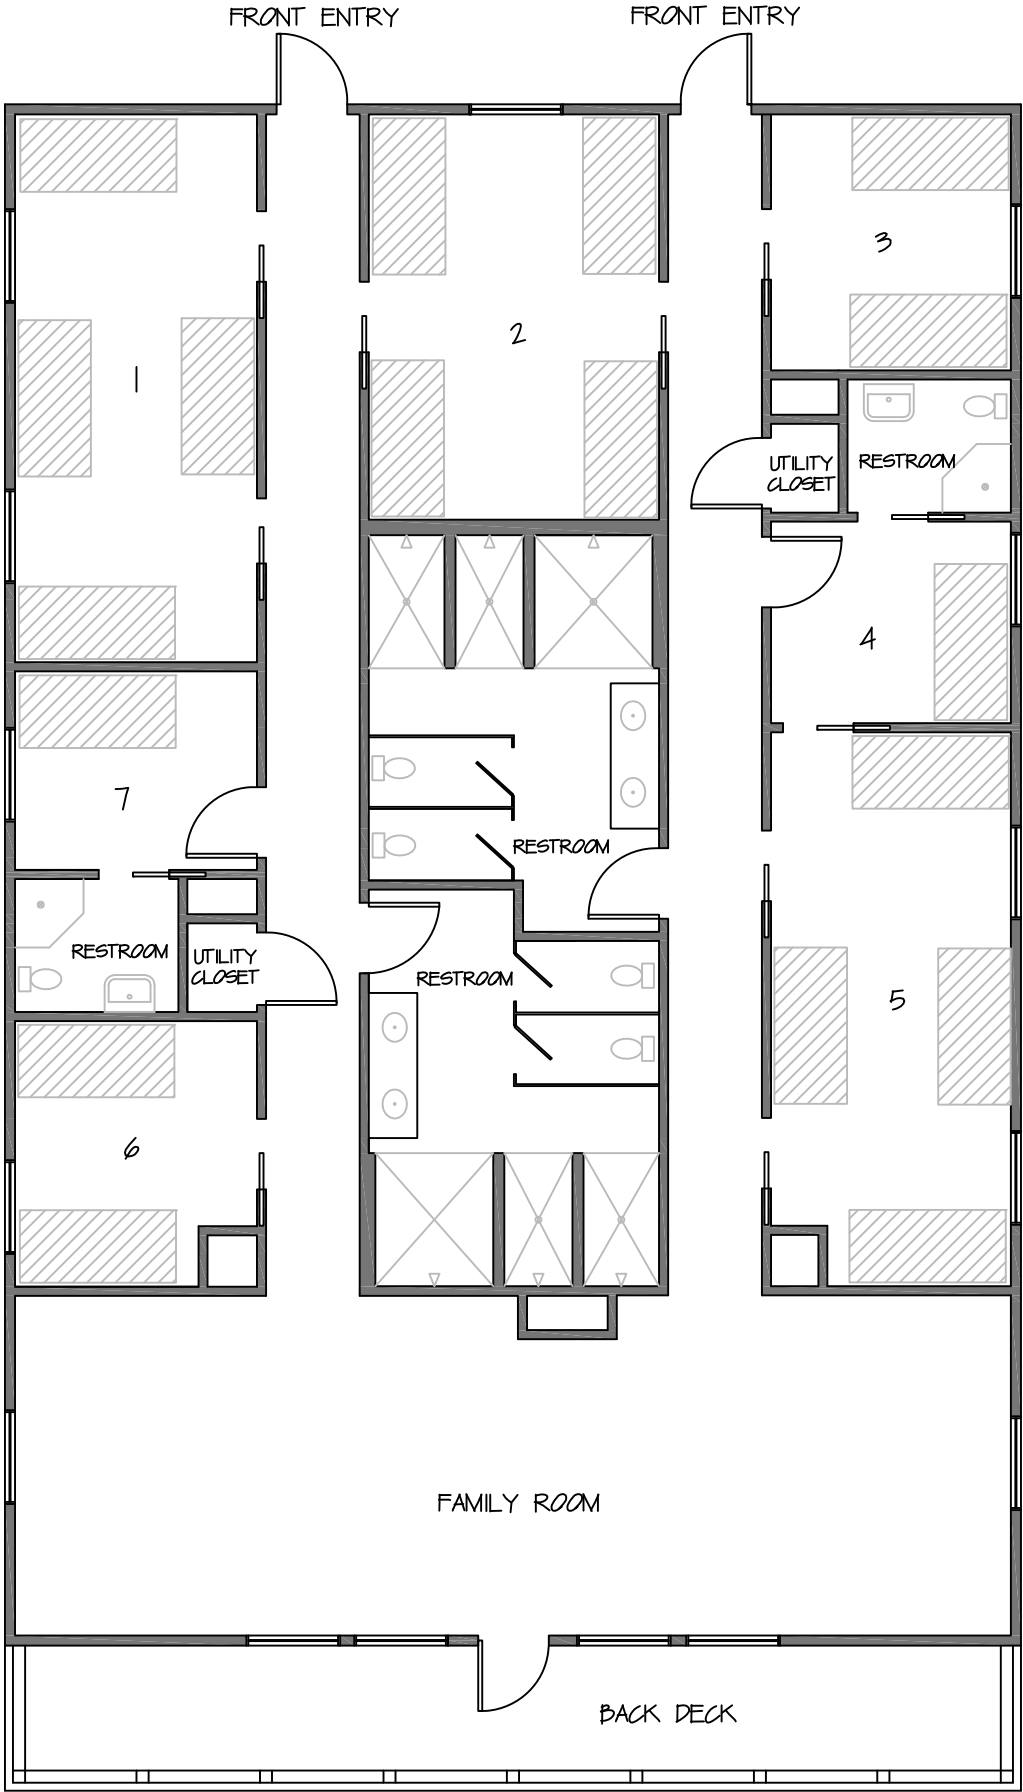 FRONT ENTRY
FRONT ENTRY
3
2
1
UTILITY
CLOSET
RESTROOM
4
7
RESTROOM
RESTROOM
UTILITY
CLOSET
RESTROOM
5
6
FAMILY ROOM
BACK DECK